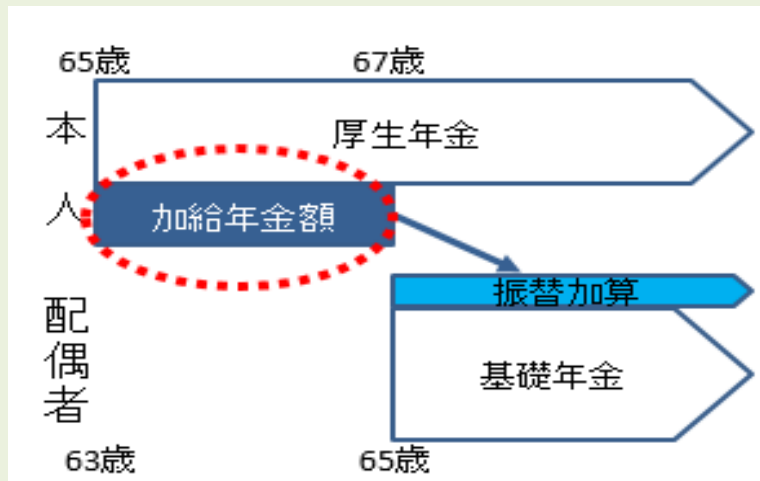 65歳
67歳
本人
厚生年金
加給年金額
振替加算
配偶者
基礎年金
63歳
65歳